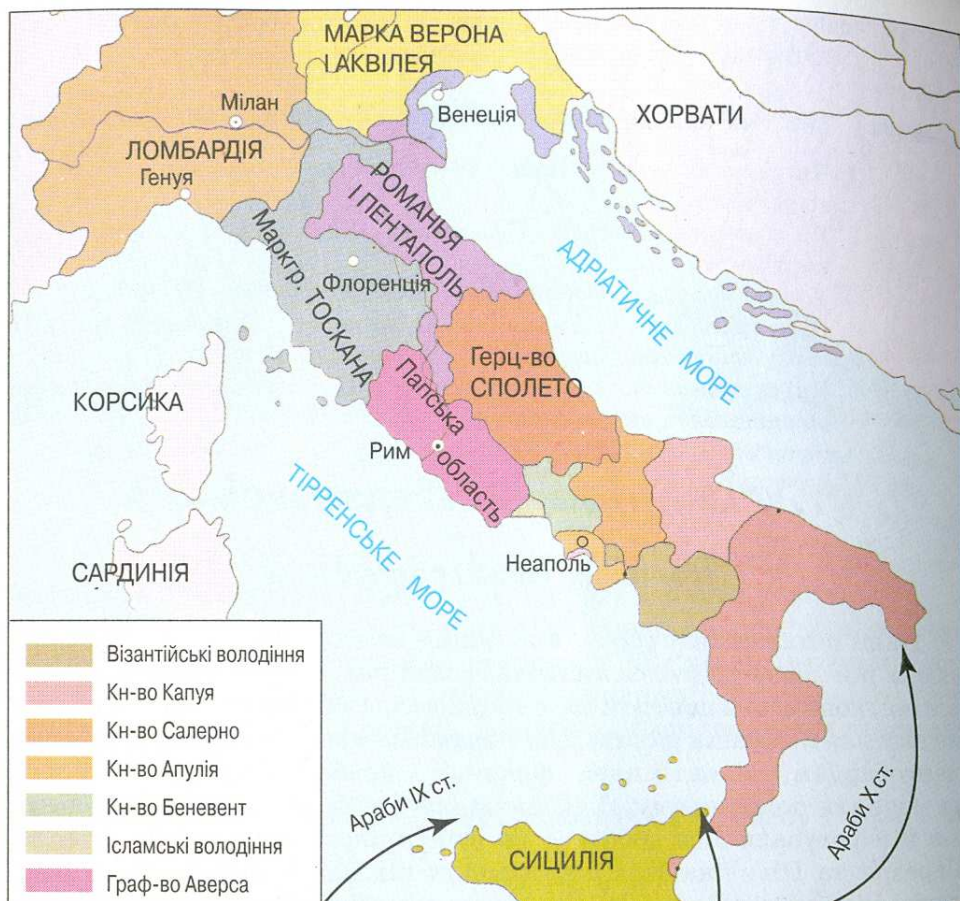 МАРКА ВЕРОНА
І АКВІЛЕЯ
Мілан
Венеція
ХОРВАТИ
ЛОМБАРДІЯ
Генуя
РОМАНЬЯ
І ПЕНТАПОЛЬ
Маркгр. ТОСКАНА
Флоренція
АДРІАТИЧНЕ МОРЕ
Герц-во
СПОЛЕТО
КОРСИКА
Папська
область
Рим
ТІРРЕНСЬКЕ МОРЕ
Неаполь
САРДИНІЯ
Візантійські володіння
Кн-во Капуя
Кн-во Салерно
Кн-во Апулія
Кн-во Беневент
Ісламські володіння
Граф-во Аверса
Араби IX ст.
СИЦИЛІЯ
Араби X ст.